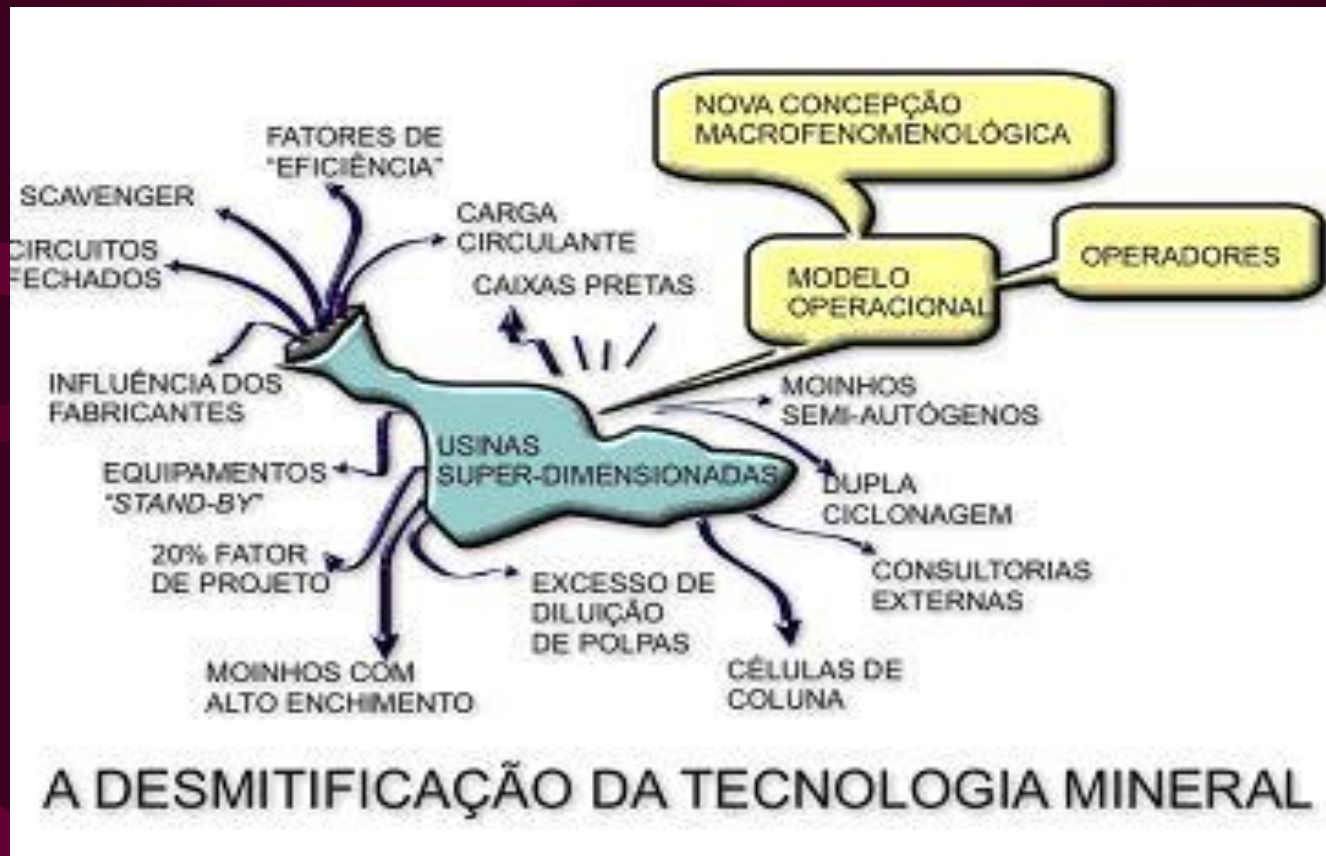 NOVA CONCEPÇÃO
MACROFENOMENOLÓGICA
FATORES DE
"EFICIÊNCIA"
SCAVENGER
CARGA
CIRCULANTE
OPERADORES
CIRCUITOS
FECHADOS
CAIXAS PRETAS
MODELO
OPERACIONAL
INFLUÊNCIA DOS
FABRICANTES
MOINHOS
SEMI-AUTÓGENOS
USINAS
SUPER-DIMENSIONADAS
EQUIPAMENTOS
"STAND-BY"
DUPLA
CICLONAGEM
20% FATOR
DE PROJETO
EXCESSO DE
DILUIÇÃO
DE POLPAS
CONSULTORIAS
EXTERNAS
MOINHOS COM
ALTO ENCHIMENTO
CÉLULAS DE
COLUNA
A DESMITIFICAÇÃO DA TECNOLOGIA MINERAL